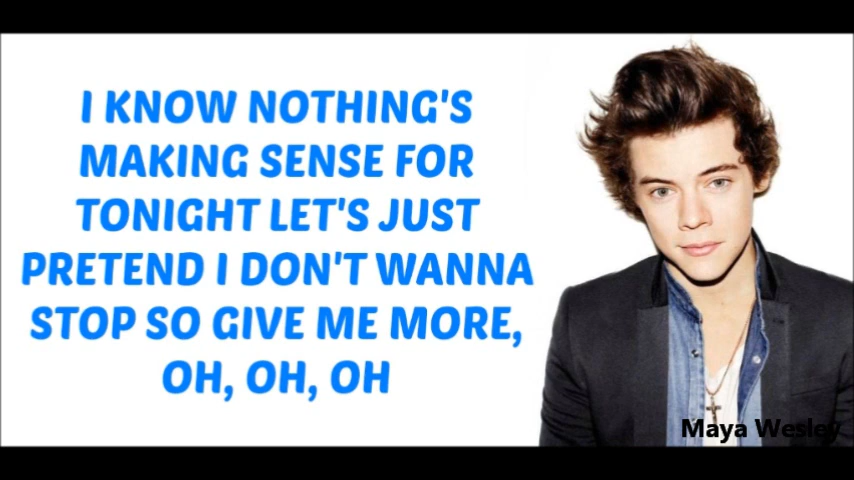 I KNOW NOTHING'S
MAKING SENSE FOR
TONIGHT LET'S JUST
PRETEND I DON'T WANNA
STOP SO GIVE ME MORE,
OH, OH, OH
Maya Wesley